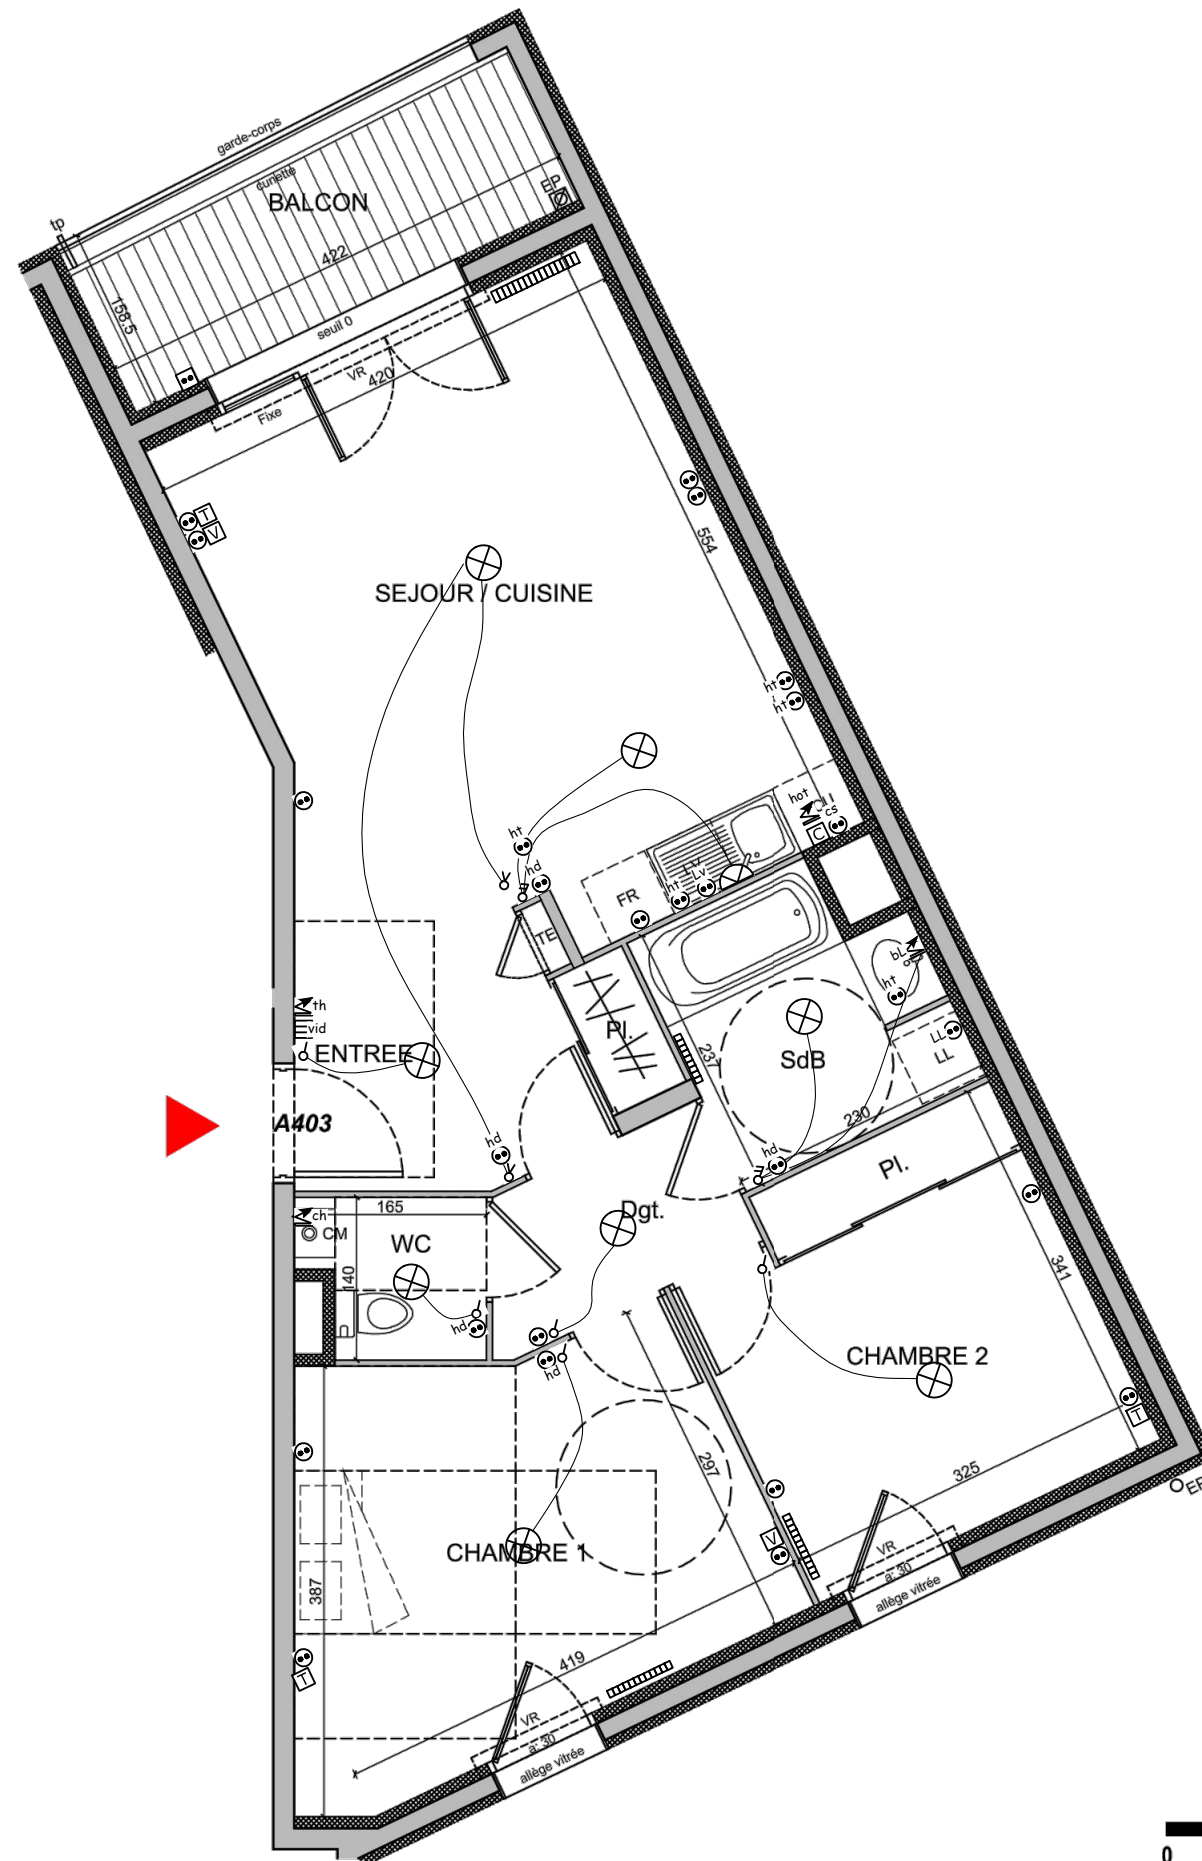 garde-corps
cunette
BALCON
EP
tp
422
158.5
seuil 0
VR
420
Fixe
T
V
554
SEJOUR / CUISINE
ht
ht
hot
cs
C
ht
hd
FR
ht
Lv
LV
TE
bL
ht
th
vid
ENTREE
Pl.
237
SdB
LL
LL
A403
230
hd
hd
Pl.
ch
165
CM
WC
Dgt.
140
341
hd
hd
CHAMBRE 2
T
297
325
EP
V
CHAMBRE 1
VR
a: 30
allège vitrée
387
419
T
VR
a: 30
allège vitrée
0